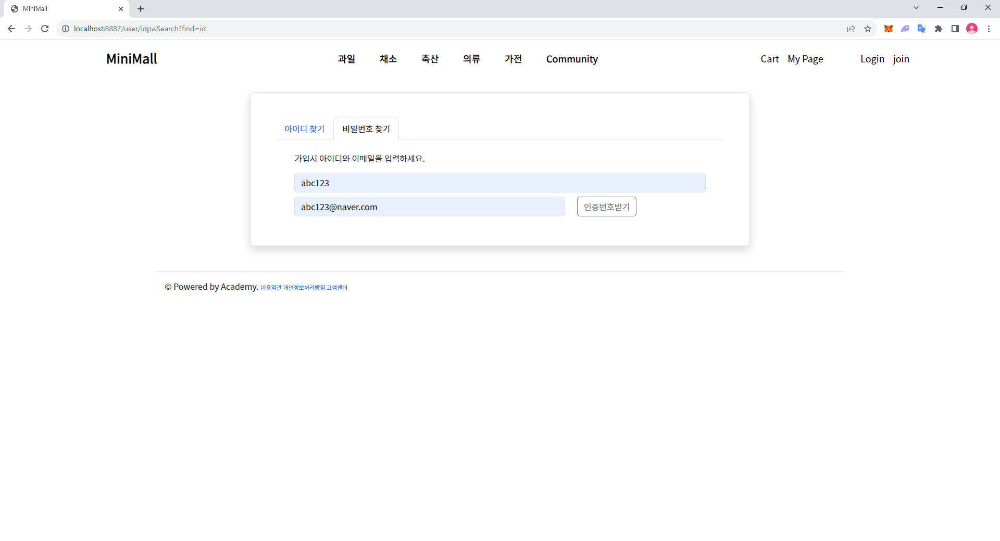 MiniMall
localhost:8887/user/idpwSearch?find=id
MiniMall 과일 채소 축산 의류 가전 Community Cart My Page Login join
아이디 찾기 비밀번호 찾기
가입시 아이디와 이메일을 입력하세요.
abc123
abc123@naver.com 인증번호받기
© Powered by Academy. 이용약관 개인정보처리방침 고객센터